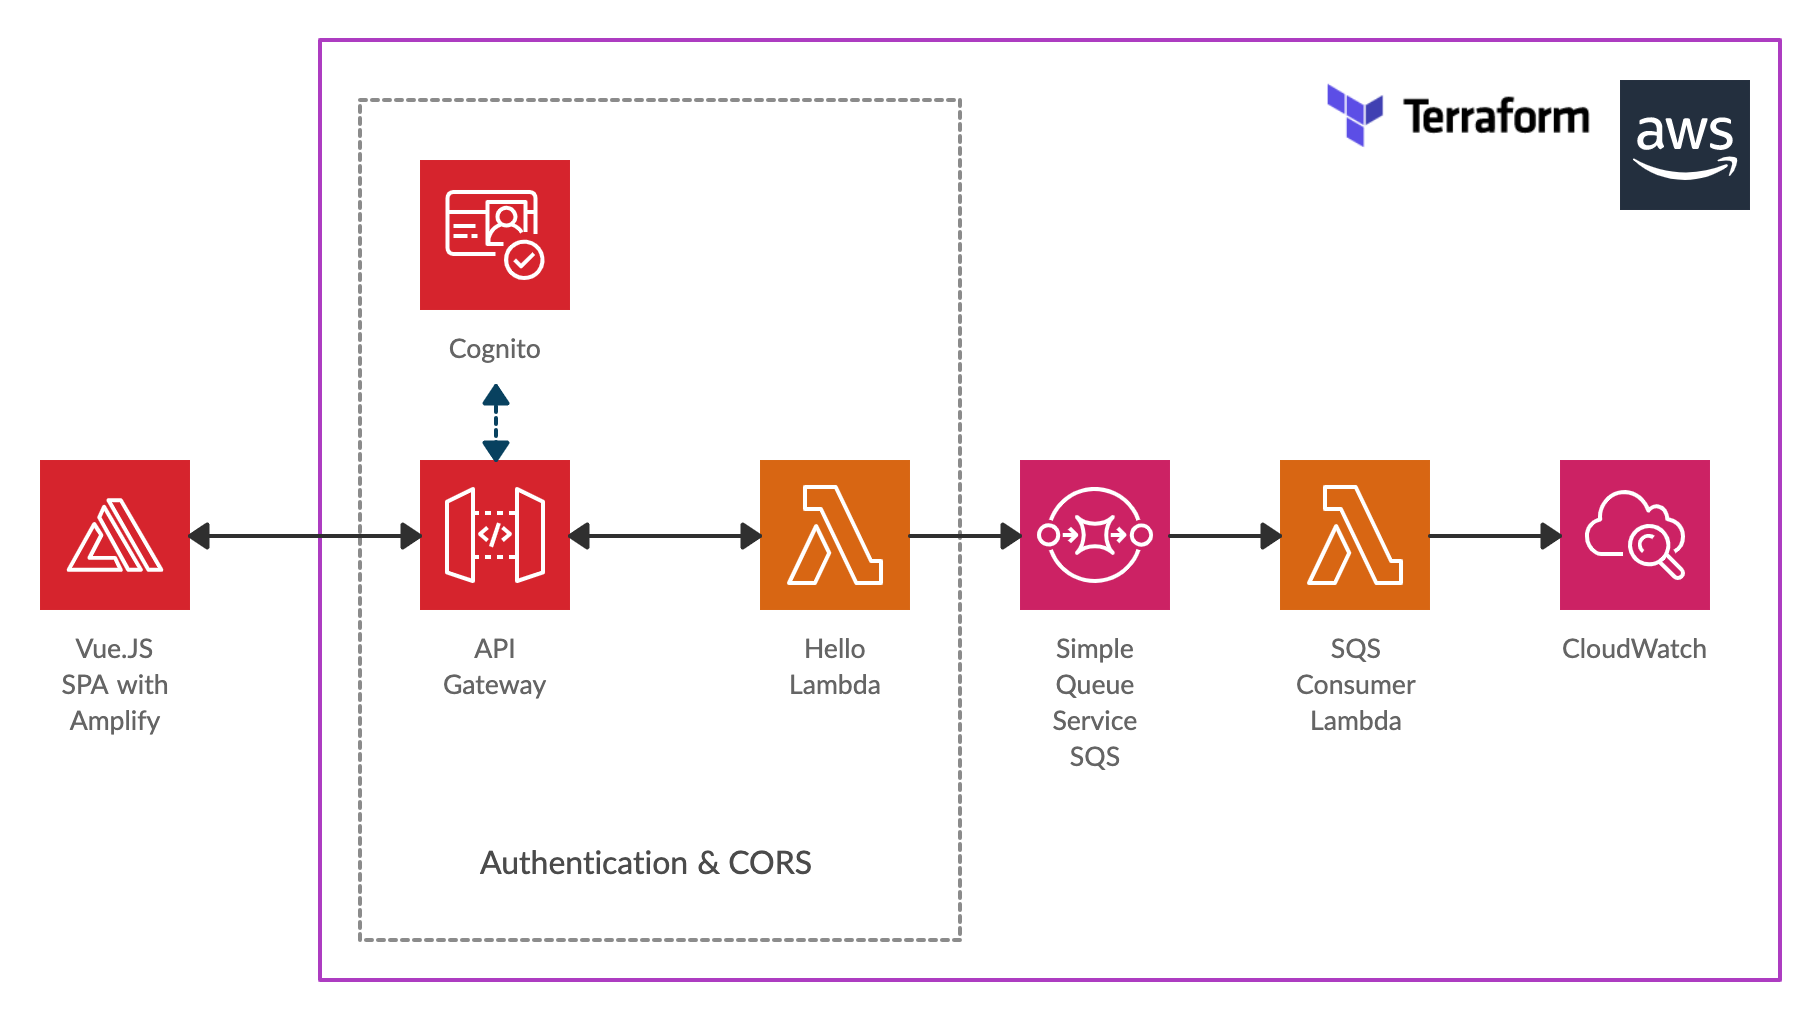 Terraform
aws
Cognito
</>
Vue.JS
SPA with
Amplify
API
Gateway
Hello
Lambda
Simple
Queue
Service
SQS
SQS
Consumer
Lambda
CloudWatch
Authentication & CORS